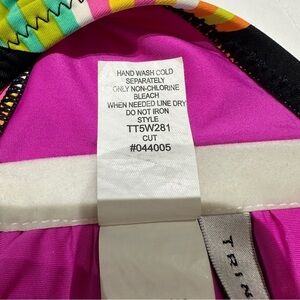 HAND WASH COLD
SEPARATELY
ONLY NON-CHLORINE
BLEACH
WHEN NEEDED LINE DRY
DO NOT IRON
STYLE
TT5W281
CUT
#044005
TRIN